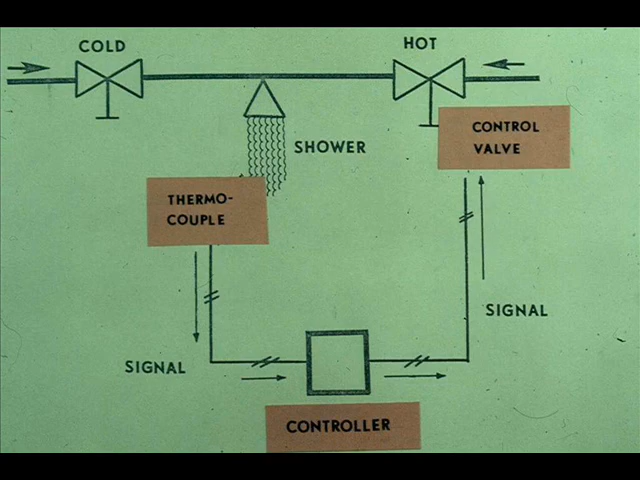 COLD
HOT
CONTROL
VALVE
SHOWER
THERMO-
COUPLE
SIGNAL
SIGNAL
CONTROLLER